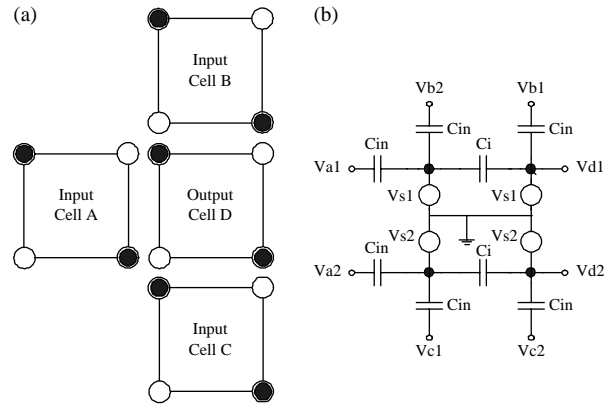 (a)
Input
Cell B
Input
Cell A
Output
Cell D
Input
Cell C
(b)
Vb2 Vb1
Cin Cin Ci Cin
Va1 Vd1
Vs1 Vs1
Vs2 Vs2
Cin Ci
Va2 Vd2
Cin Cin
Vc1 Vc2